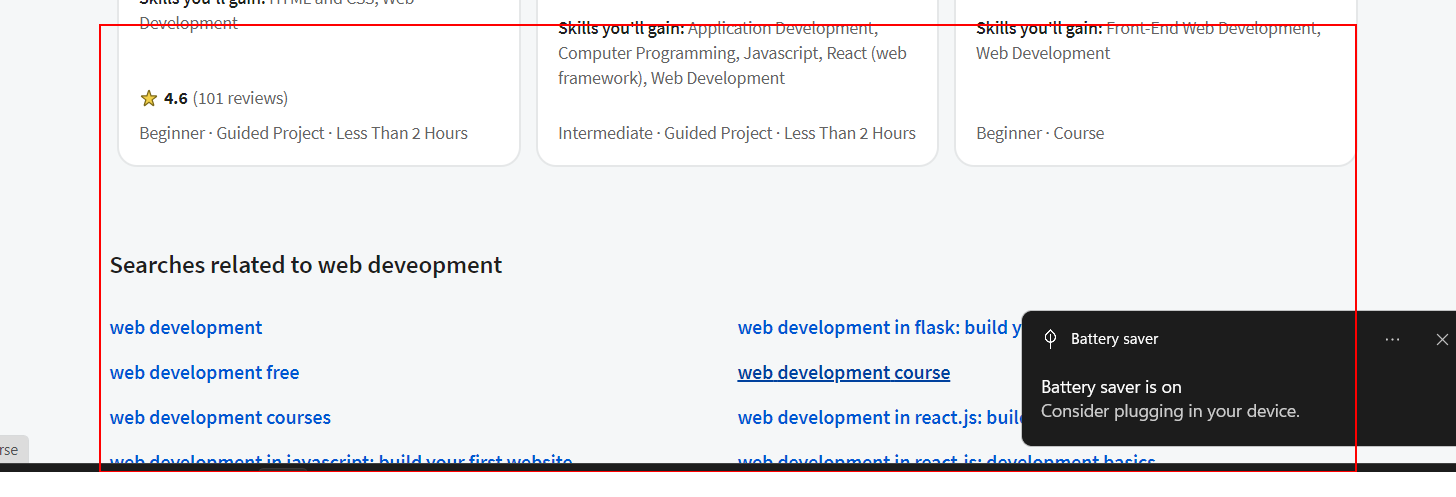 Skills you'll gain: HTML and CSS, Web
Development
4.6 (101 reviews)
Beginner · Guided Project · Less Than 2 Hours
Skills you'll gain: Application Development,
Computer Programming, Javascript, React (web
framework), Web Development
Intermediate · Guided Project · Less Than 2 Hours
Skills you'll gain: Front-End Web Development,
Web Development
Beginner · Course
Searches related to web deveopment
web development
web development free
web development courses
web development in javascript: build your first website
web development in flask: build y
web development course
web development in react.js: build
web development in react.js: development basics
Battery saver
Battery saver is on
Consider plugging in your device.
rse